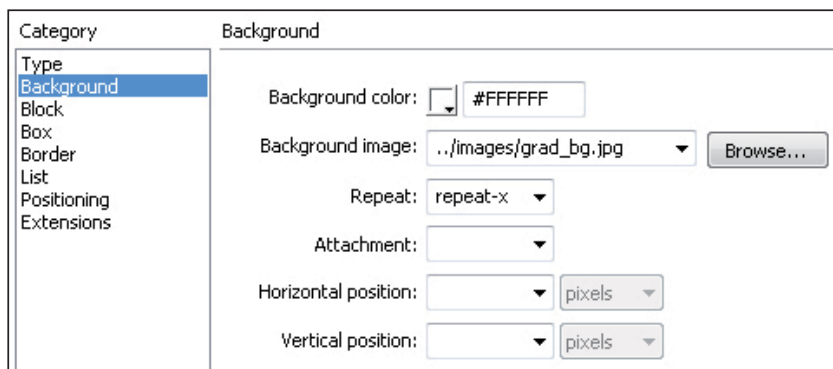 Category
Type
Background
Block
Box
Border
List
Positioning
Extensions
Background
Background color: #FFFFFF
Background image: ../images/grad_bg.jpg Browse...
Repeat: repeat-x
Attachment:
Horizontal position: pixels
Vertical position: pixels